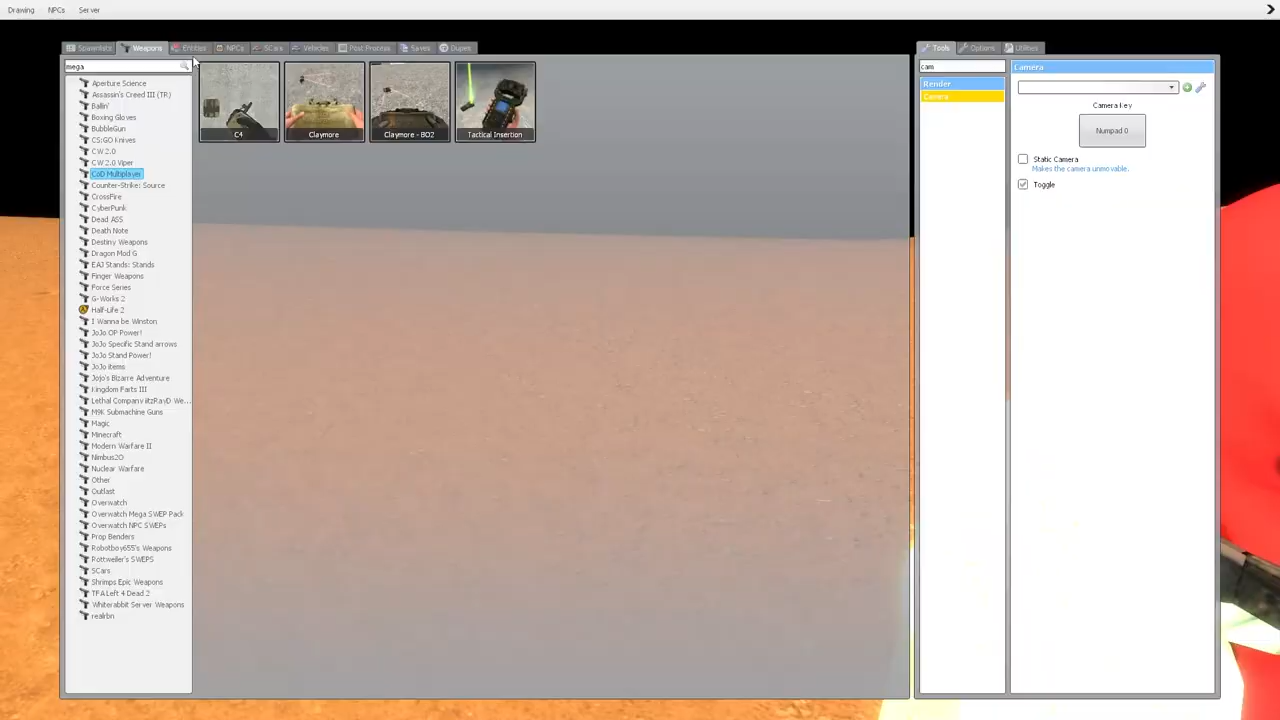 Drawing NPCs Server
Spawnlists Weapons Entities NPCs SCars Vehicles Post Process Saves Dupes
mega
Aperture Science
Assassin's Creed III (TR)
Ballin'
Boxing Gloves
BubbleGun
CS:GO Knives
CW 2.0
CW 2.0 Viper
CoD Multiplayer
Counter-Strike: Source
CrossFire
CyberPunk
Dead ASS
Death Note
Destiny Weapons
Dragon Mod G
EAJ Stands: Stands
Finger Weapons
Force Series
G-Works 2
Half-Life 2
I Wanna be Winston
JoJo OP Power!
JoJo Specific Stand arrows
JoJo Stand Power!
JoJo items
Jojo's Bizarre Adventure
Kingdom Harts III
M9K Submachine Guns
Magic
Minecraft
Modern Warfare II
Nimbus2O
Nuclear Warfare
Other
Outlast
Overwatch
Overwatch Mega SWEP Pack
Overwatch NPC SWEPs
Prop Benders
Robotboy655's Weapons
Rottweiler's SWEPS
SCars
Shrimps Epic Weapons
TFA Left 4 Dead 2
Whiterabbit Server Weapons
realrbn
C4
Claymore
Claymore - BO2
Tactical Insertion
Tools Options Utilities
cam
Render
Camera
Camera
Camera Key
Numpad 0
Static Camera
Makes the camera unmovable.
Toggle